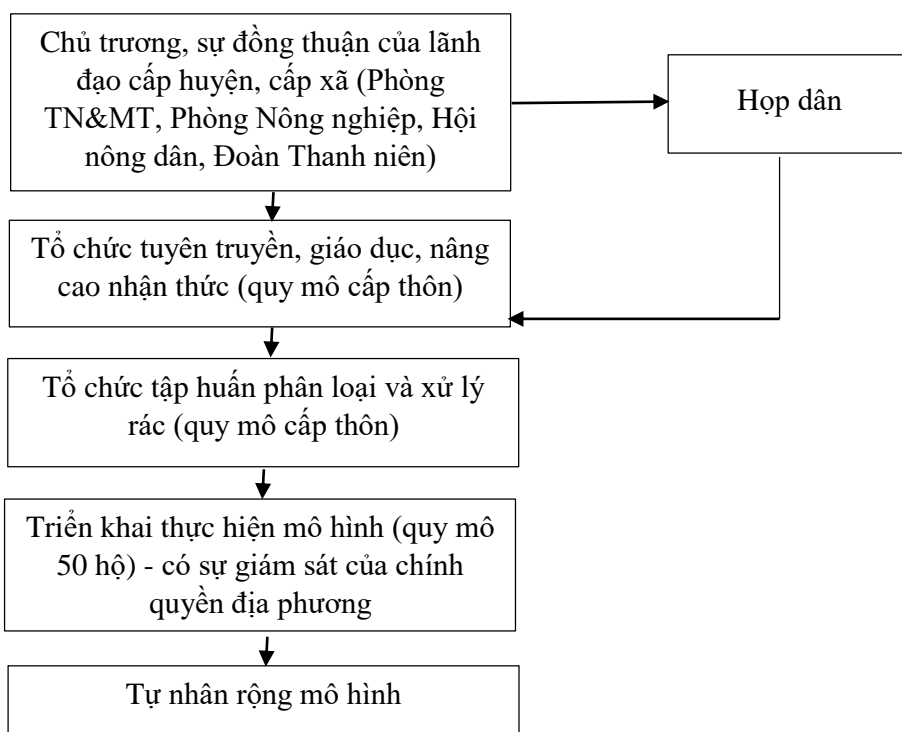 Chủ trương, sự đồng thuận của lãnh
đạo cấp huyện, cấp xã (Phòng
TN&MT, Phòng Nông nghiệp, Hội
nông dân, Đoàn Thanh niên)
Họp dân
Tổ chức tuyên truyền, giáo dục, nâng
cao nhận thức (quy mô cấp thôn)
Tổ chức tập huấn phân loại và xử lý
rác (quy mô cấp thôn)
Triển khai thực hiện mô hình (quy mô
50 hộ) - có sự giám sát của chính
quyền địa phương
Tự nhân rộng mô hình